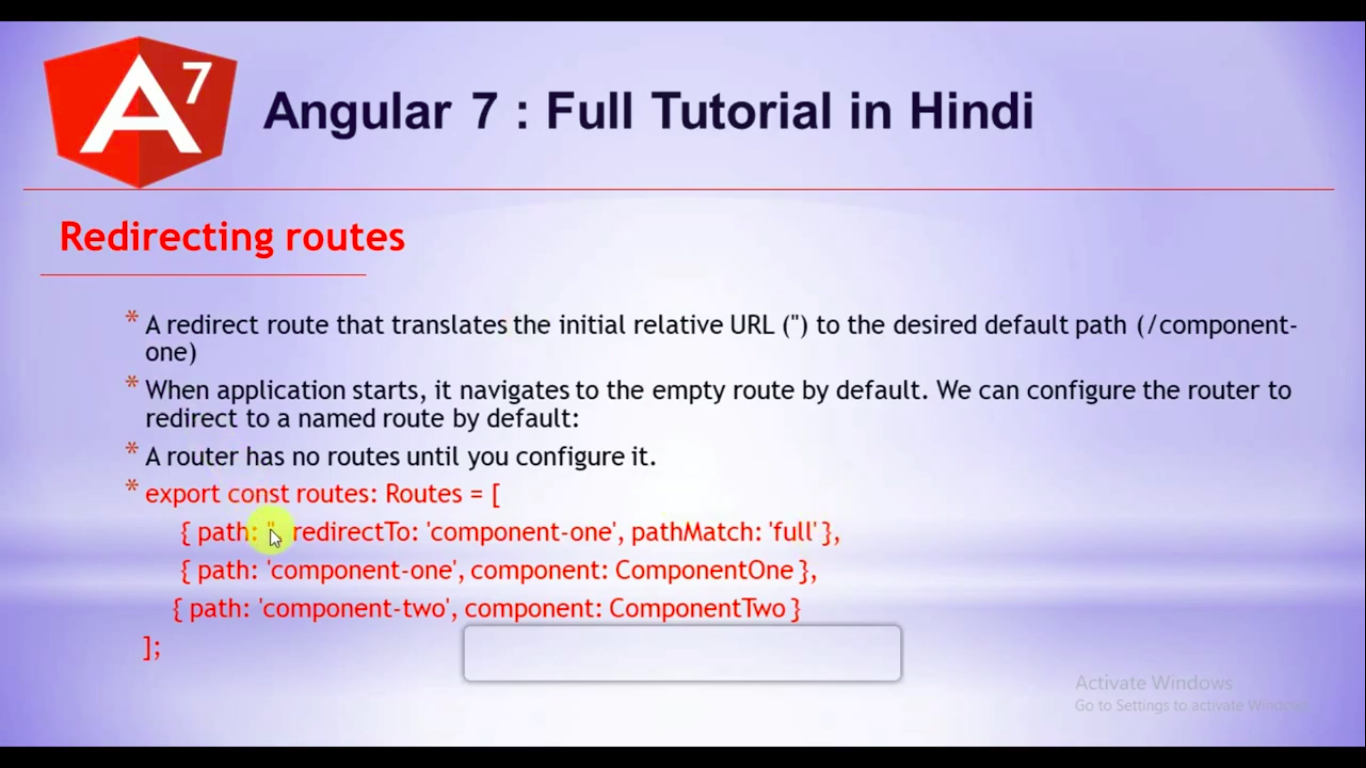 A7
Angular 7 : Full Tutorial in Hindi
Redirecting routes
* A redirect route that translates the initial relative URL ('') to the desired default path (/component-
one)
* When application starts, it navigates to the empty route by default. We can configure the router to
redirect to a named route by default:
* A router has no routes until you configure it.
* export const routes: Routes = [
{ path: '', redirectTo: 'component-one', pathMatch: 'full' },
{ path: 'component-one', component: ComponentOne },
{ path: 'component-two', component: ComponentTwo }
];
Activate Windows
Go to Settings to activate Windows